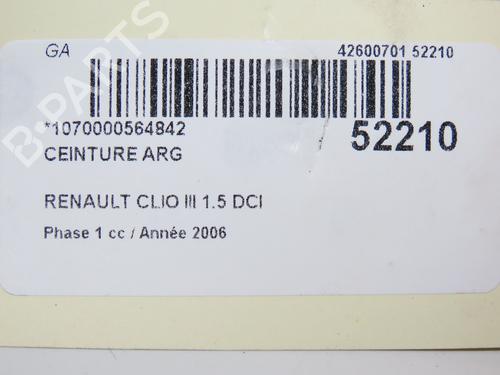 GA
42600701 52210
*1070000564842
52210
CEINTURE ARG
RENAULT CLIO III 1.5 DCI
Phase 1 cc / Année 2006
B-PARTS